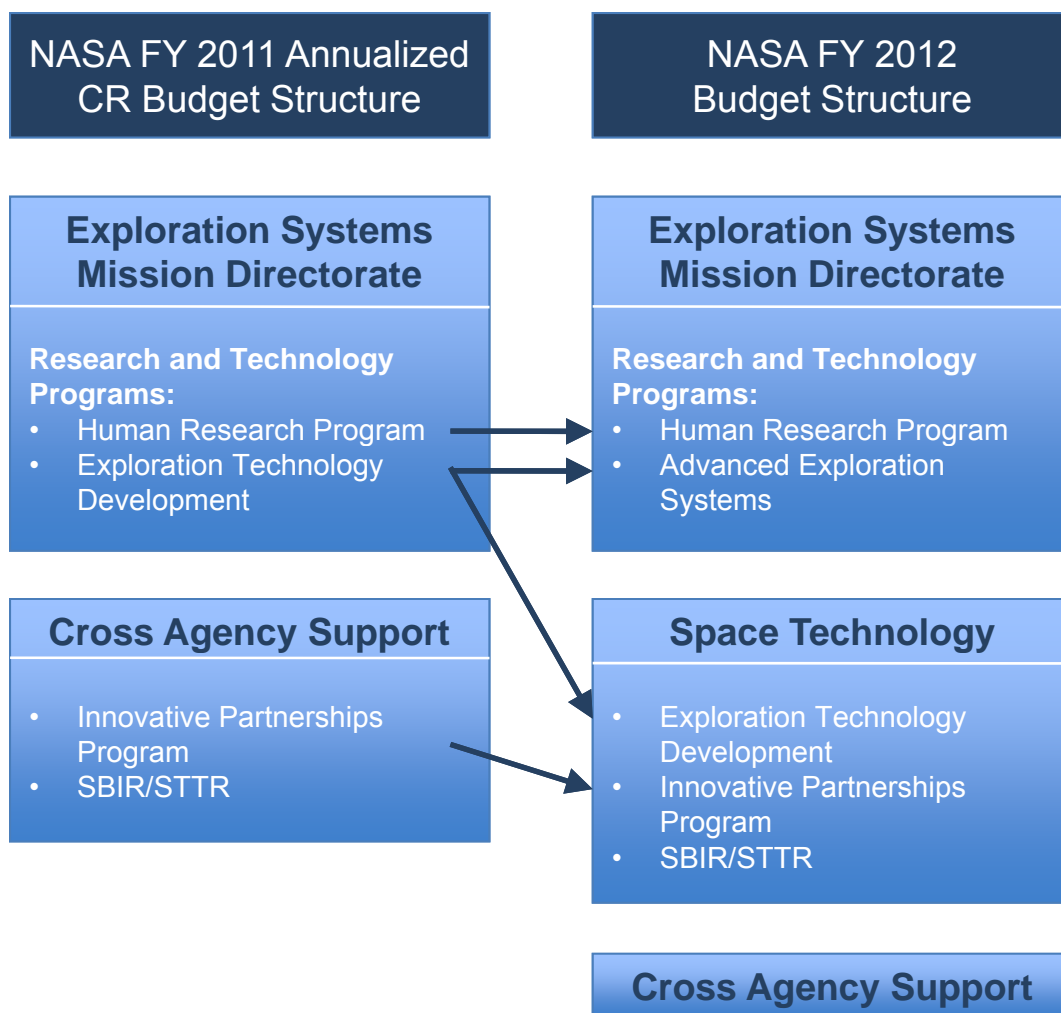 NASA FY 2011 Annualized
CR Budget Structure
NASA FY 2012
Budget Structure
Exploration Systems
Mission Directorate
Research and Technology
Programs:
• Human Research Program
• Exploration Technology
Development
Exploration Systems
Mission Directorate
Research and Technology
Programs:
• Human Research Program
• Advanced Exploration
Systems
Cross Agency Support
• Innovative Partnerships
Program
• SBIR/STTR
Space Technology
• Exploration Technology
Development
• Innovative Partnerships
Program
• SBIR/STTR
Cross Agency Support